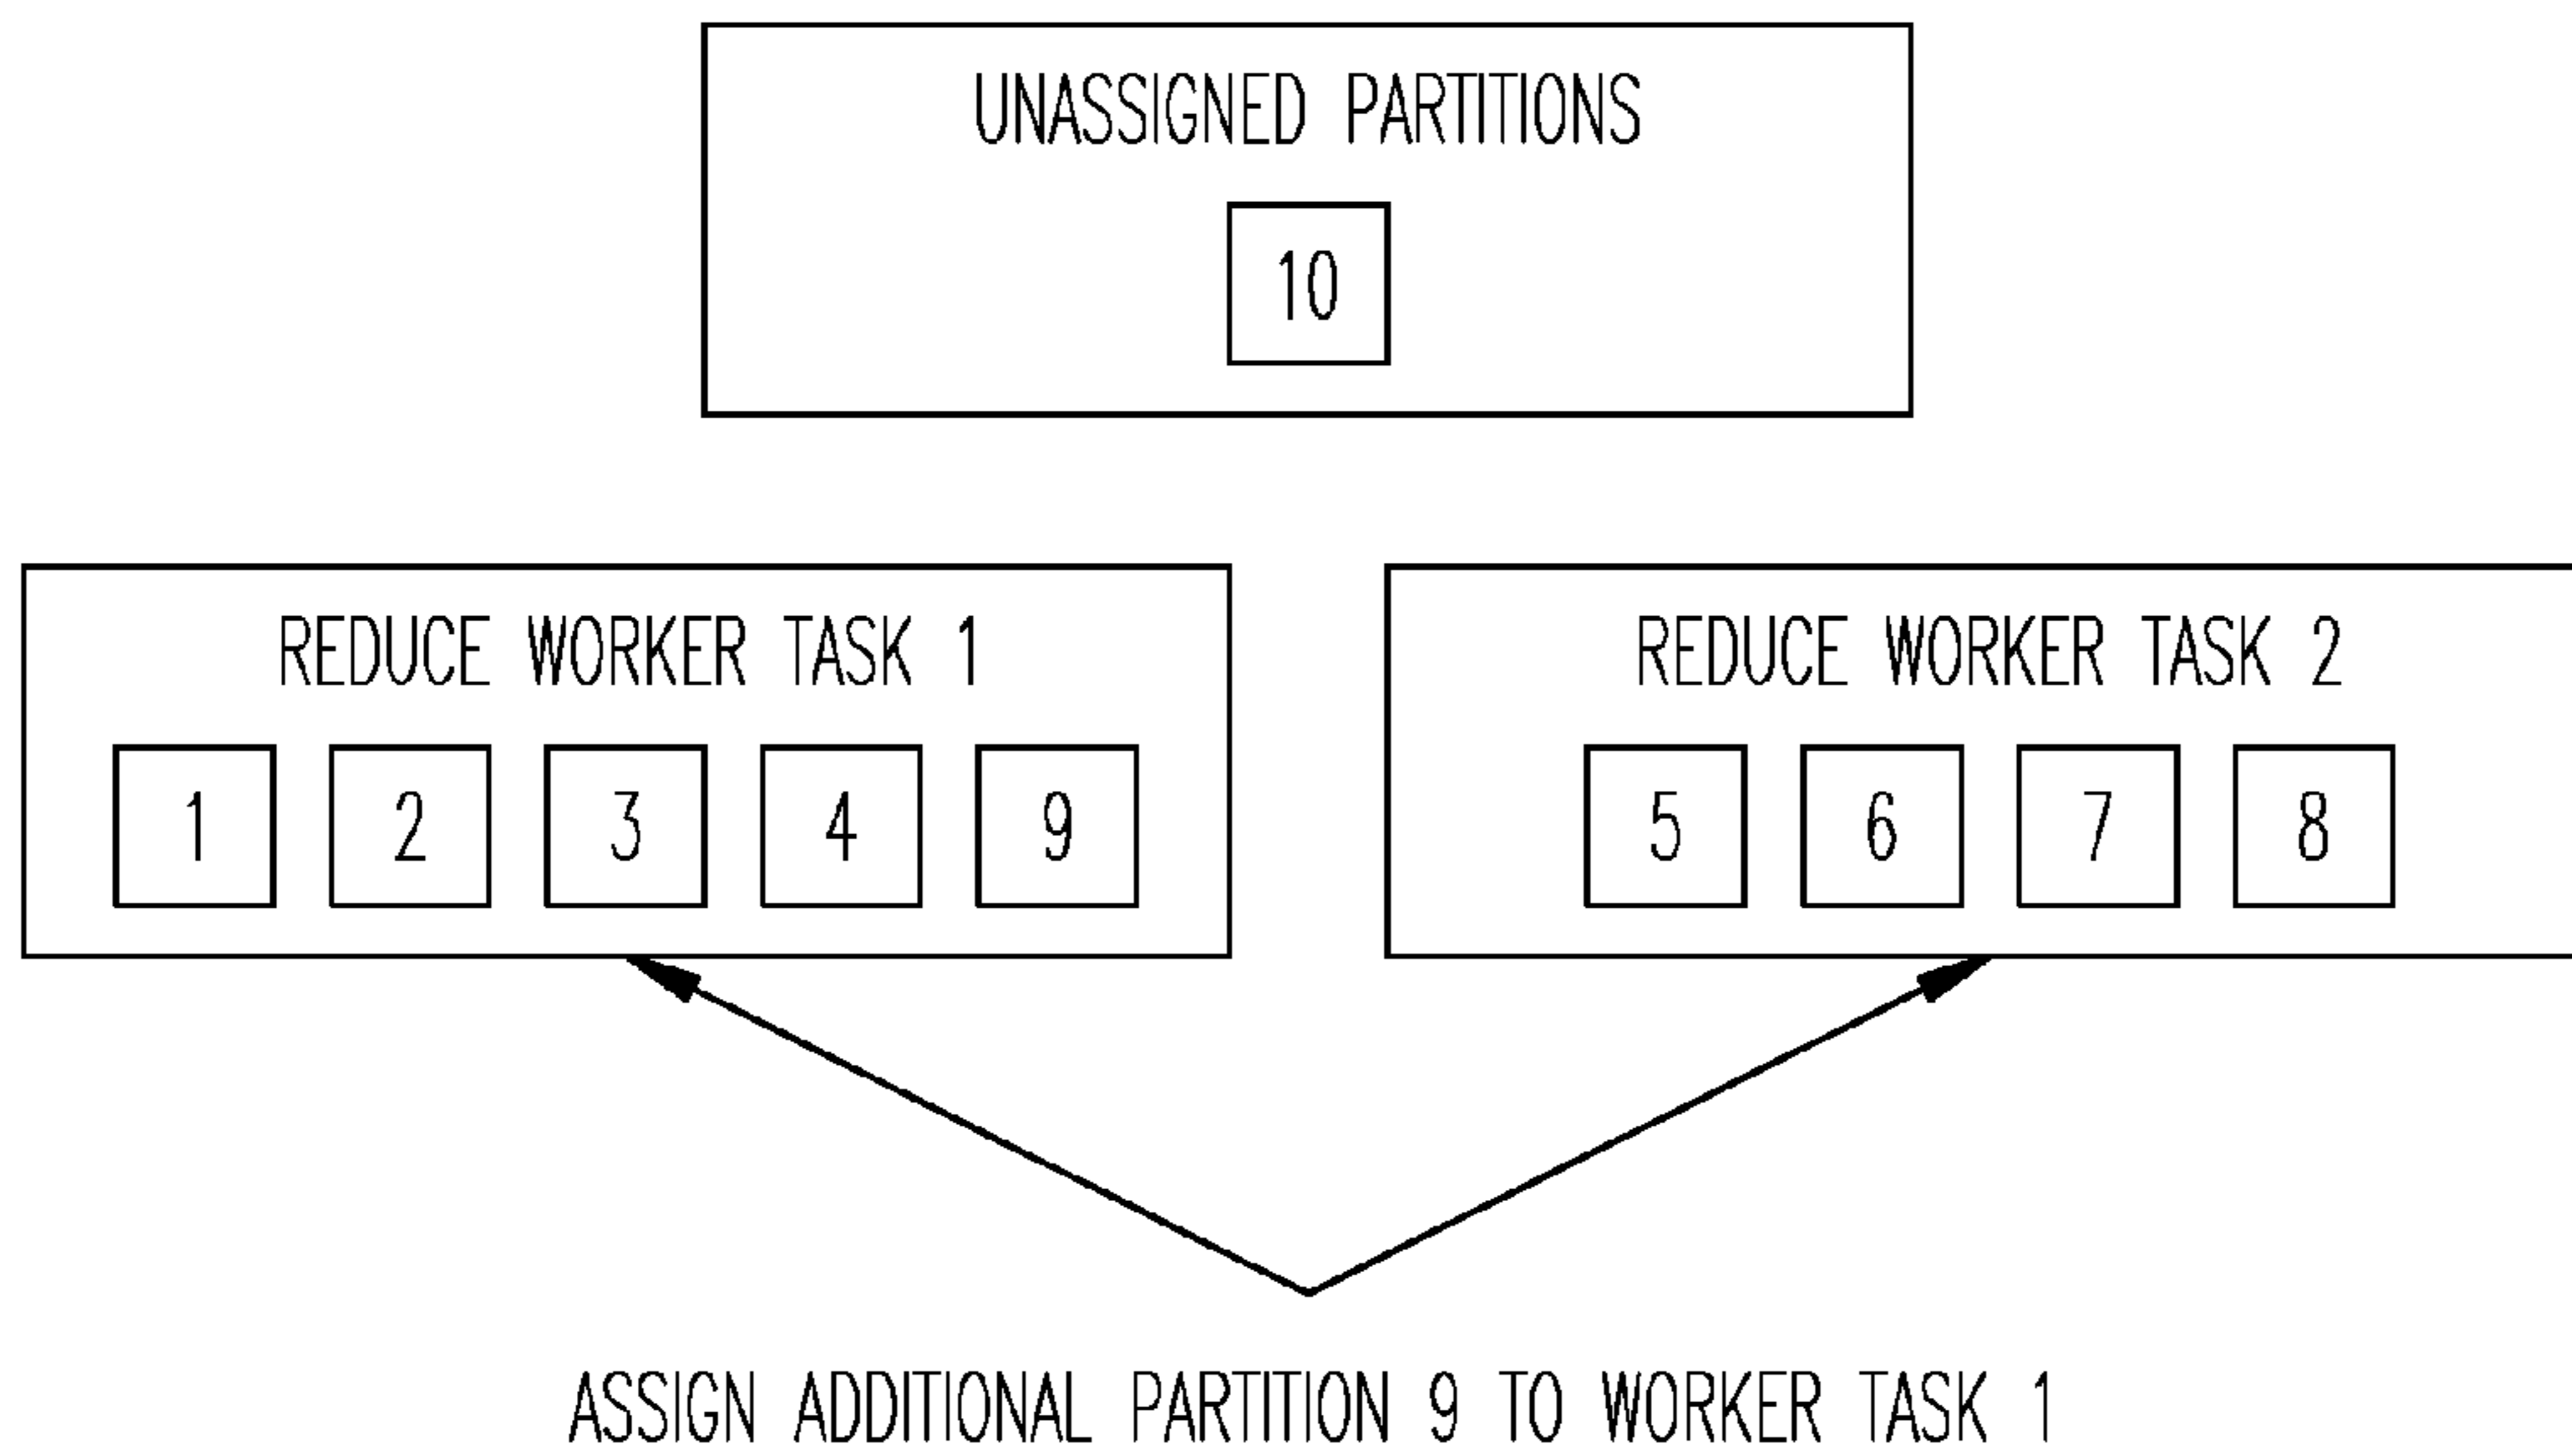 UNASSIGNED PARTITIONS
10
REDUCE WORKER TASK 1
1 2 3 4 9
REDUCE WORKER TASK 2
5 6 7 8
ASSIGN ADDITIONAL PARTITION 9 TO WORKER TASK 1